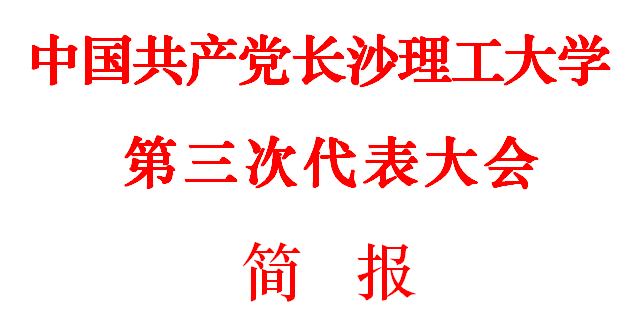 中国共产党长沙理工大学
第三次代表大会
简 报